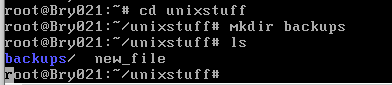 root@Bry021:~# cd unixstuff
root@Bry021:~/unixstuff# mkdir backups
root@Bry021:~/unixstuff# ls
backups/  new_file
root@Bry021:~/unixstuff#